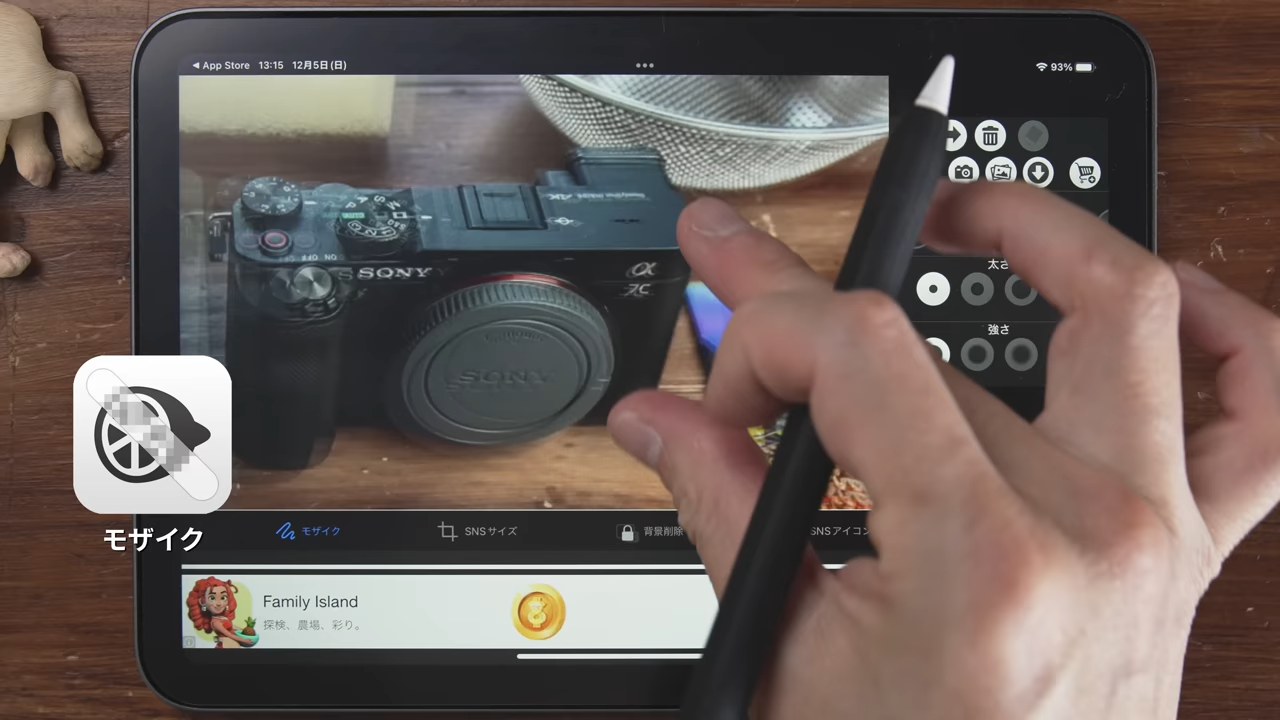 App Store 13:15 12月5日(日)
93%
SONY
α
7C
SONY
太さ
強さ
モザイク
モザイク
SNSサイズ
背景削除
SNSアイコン
Family Island
探検、農場、彩り。